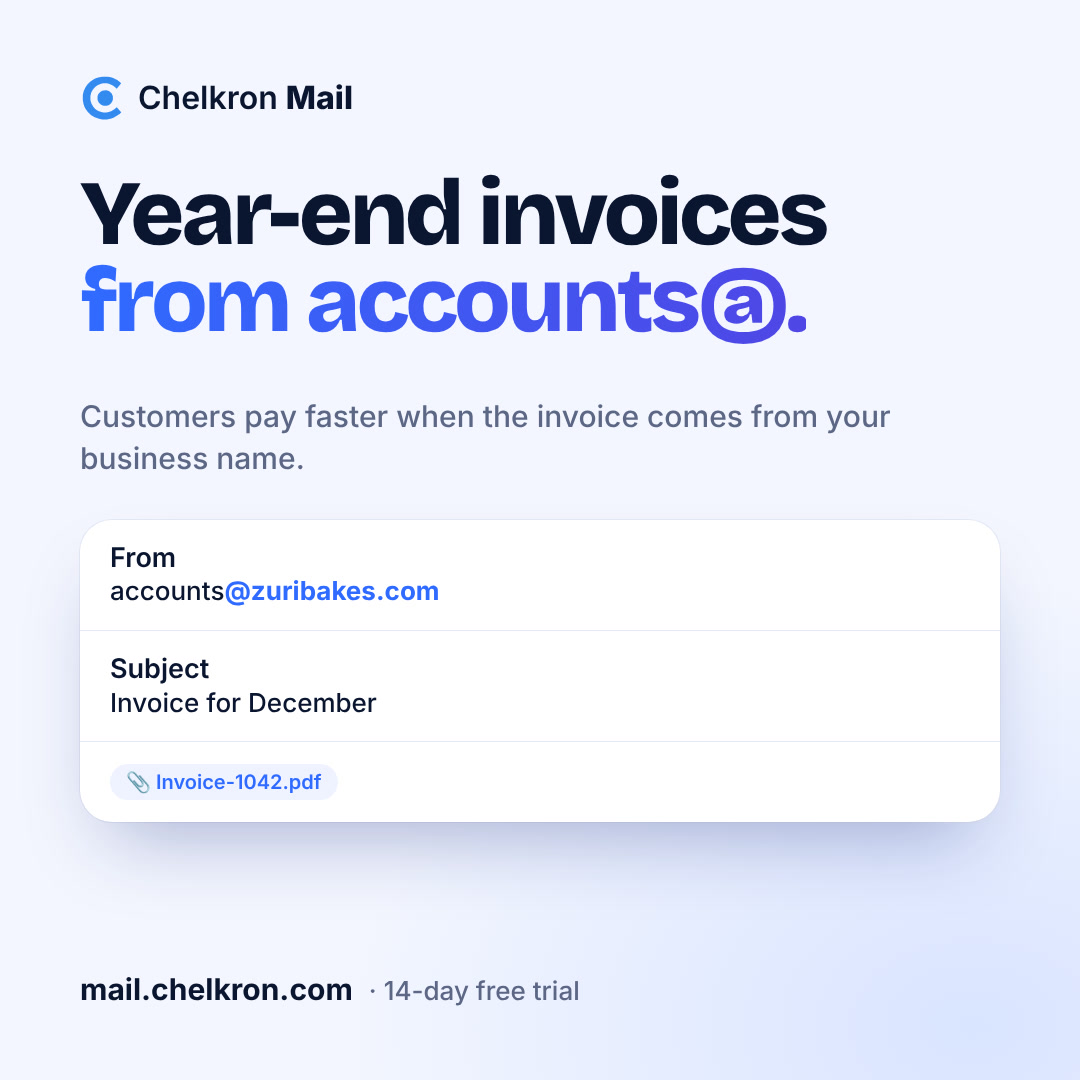 Chelkron Mail
Year-end invoices
from accounts@.
Customers pay faster when the invoice comes from your
business name.
From
accounts@zuribakes.com
Subject
Invoice for December
📎 Invoice-1042.pdf
mail.chelkron.com · 14-day free trial